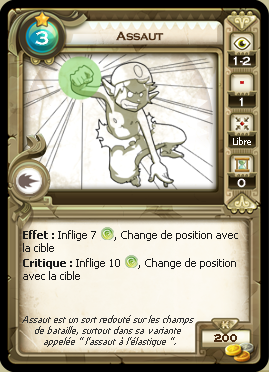 3
Assaut
1-2
1
Libre
0
Effet : Inflige 7 , Change de position avec
la cible
Critique : Inflige 10 , Change de position
avec la cible
Assaut est un sort redouté sur les champs
de bataille, surtout dans sa variante
appelée " l'assaut à l'élastique ".
200